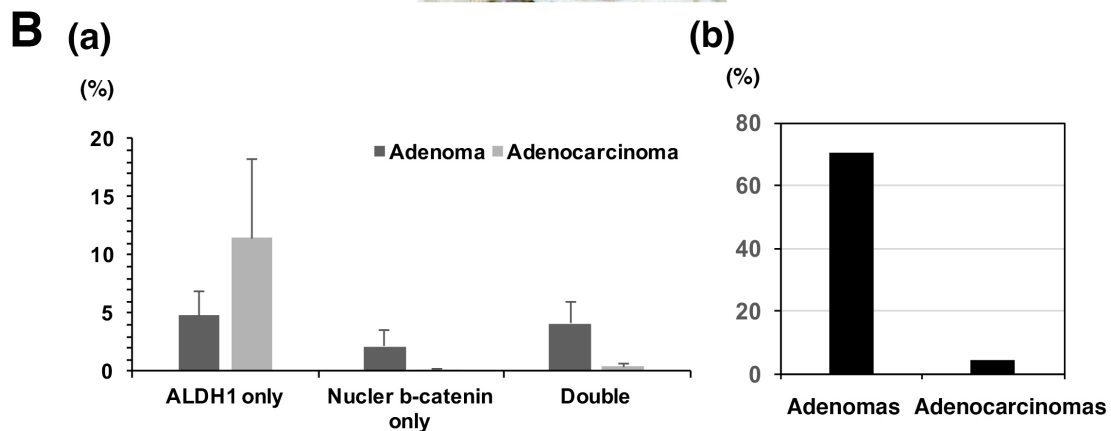 B (a)
(%)
20
15
10
5
0
Adenoma Adenocarcinoma
ALDH1 only
Nucler b-catenin
only
Double
(b)
(%)
80
60
40
20
0
Adenomas Adenocarcinomas